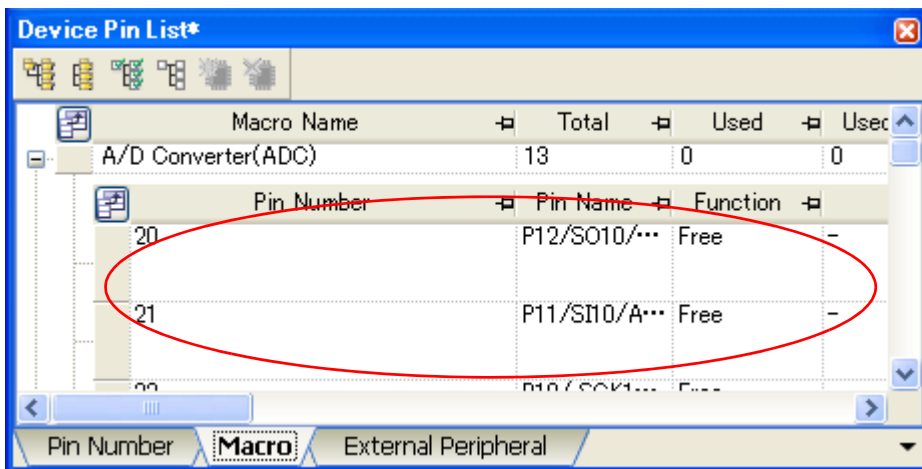 Device Pin List*
Macro Name Total Used Used
A/D Converter(ADC) 13 0 0
Pin Number Pin Name Function
20 P12/SO10/··· Free -
21 P11/SI10/A··· Free -
Pin Number Macro External Peripheral